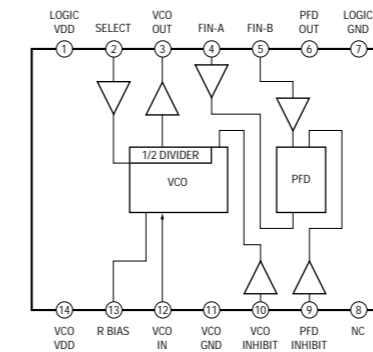 LOGIC VCO PFD LOGIC
VDD SELECT OUT FIN-A FIN-B OUT GND
1 2 3 4 5 6 7
1/2 DIVIDER
VCO PFD
14 13 12 11 10 9 8
VCO R BIAS VCO VCO VCO PFD NC
VDD IN GND INHIBIT INHIBIT